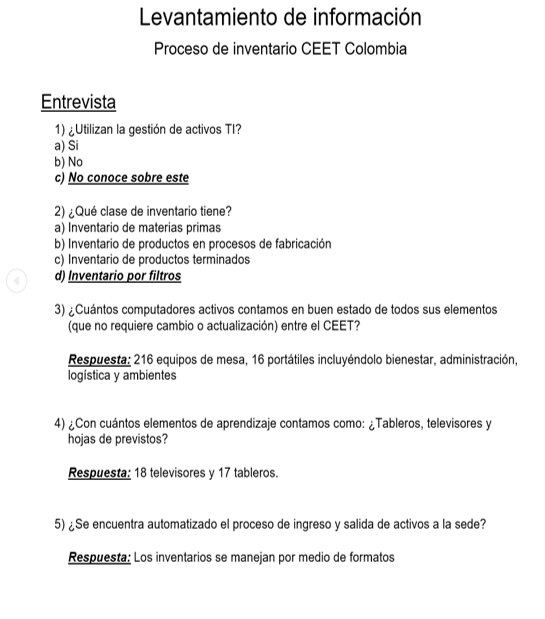 Levantamiento de información
Proceso de inventario CEET Colombia
Entrevista
1) ¿Utilizan la gestión de activos TI?
a) Si
b) No
c) No conoce sobre este
2) ¿Qué clase de inventario tiene?
a) Inventario de materias primas
b) Inventario de productos en procesos de fabricación
c) Inventario de productos terminados
d) Inventario por filtros
3) ¿Cuántos computadores activos contamos en buen estado de todos sus elementos
(que no requiere cambio o actualización) entre el CEET?
Respuesta: 216 equipos de mesa, 16 portátiles incluyéndolo bienestar, administración,
logística y ambientes
4) ¿Con cuántos elementos de aprendizaje contamos como: ¿Tableros, televisores y
hojas de previstos?
Respuesta: 18 televisores y 17 tableros.
5) ¿Se encuentra automatizado el proceso de ingreso y salida de activos a la sede?
Respuesta: Los inventarios se manejan por medio de formatos